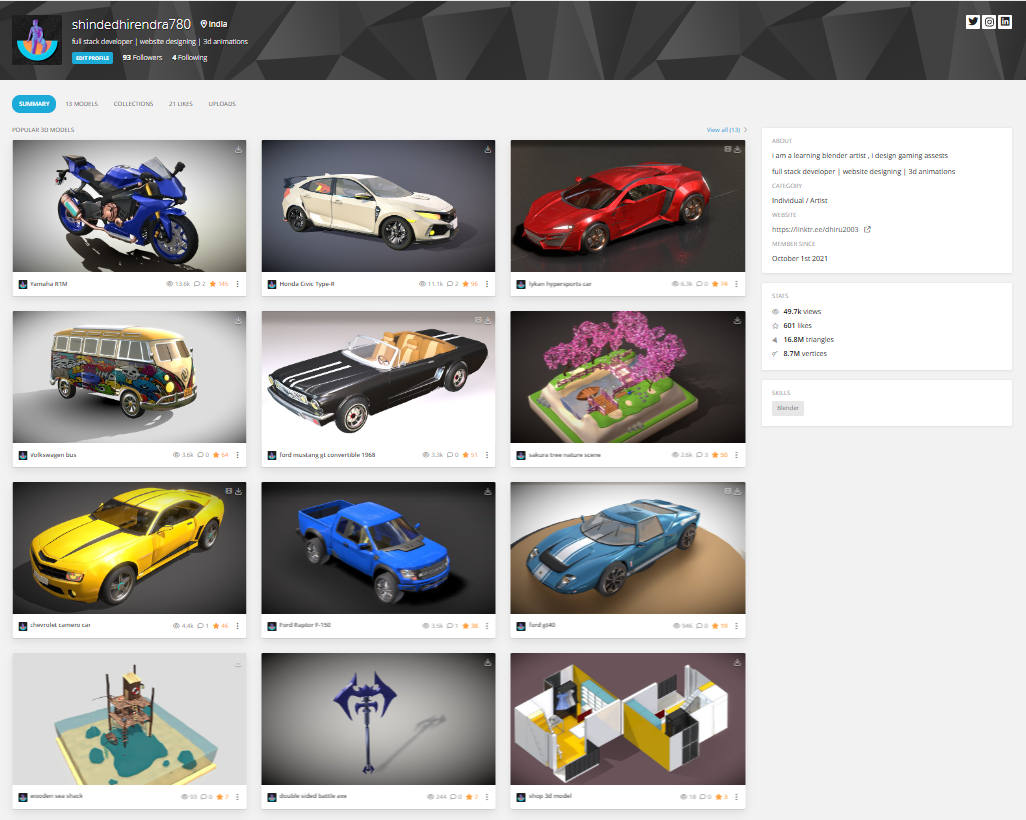 shindedhirendra780 India
full stack developer | website designing | 3d animations
EDIT PROFILE 93 Followers 4 Following
SUMMARY 13 MODELS COLLECTIONS 21 LIKES UPLOADS
POPULAR 3D MODELS View all (13)
Yamaha R1M 13.6k 2 145
Honda Civic Type-R 11.1k 2 96
lykan hypersports car 6.3k 0 74
Volkswagen bus 3.6k 0 64
ford mustang gt convertible 1968 3.3k 0 51
sakura tree nature scene 2.6k 3 50
chevrolet camero car 4.4k 1 46
Ford Raptor F-150 3.5k 1 38
ford gt40 946 0 19
wooden sea shack 93 0 7
double sided battle axe 244 0 7
shop 3d model 18 0 3
ABOUT
i am a learning blender artist , i design gaming assests
full stack developer | website designing | 3d animations
CATEGORY
Individual / Artist
WEBSITE
https://linktr.ee/dhiru2003
MEMBER SINCE
October 1st 2021
STATS
49.7k views
601 likes
16.8M triangles
8.7M vertices
SKILLS
Blender